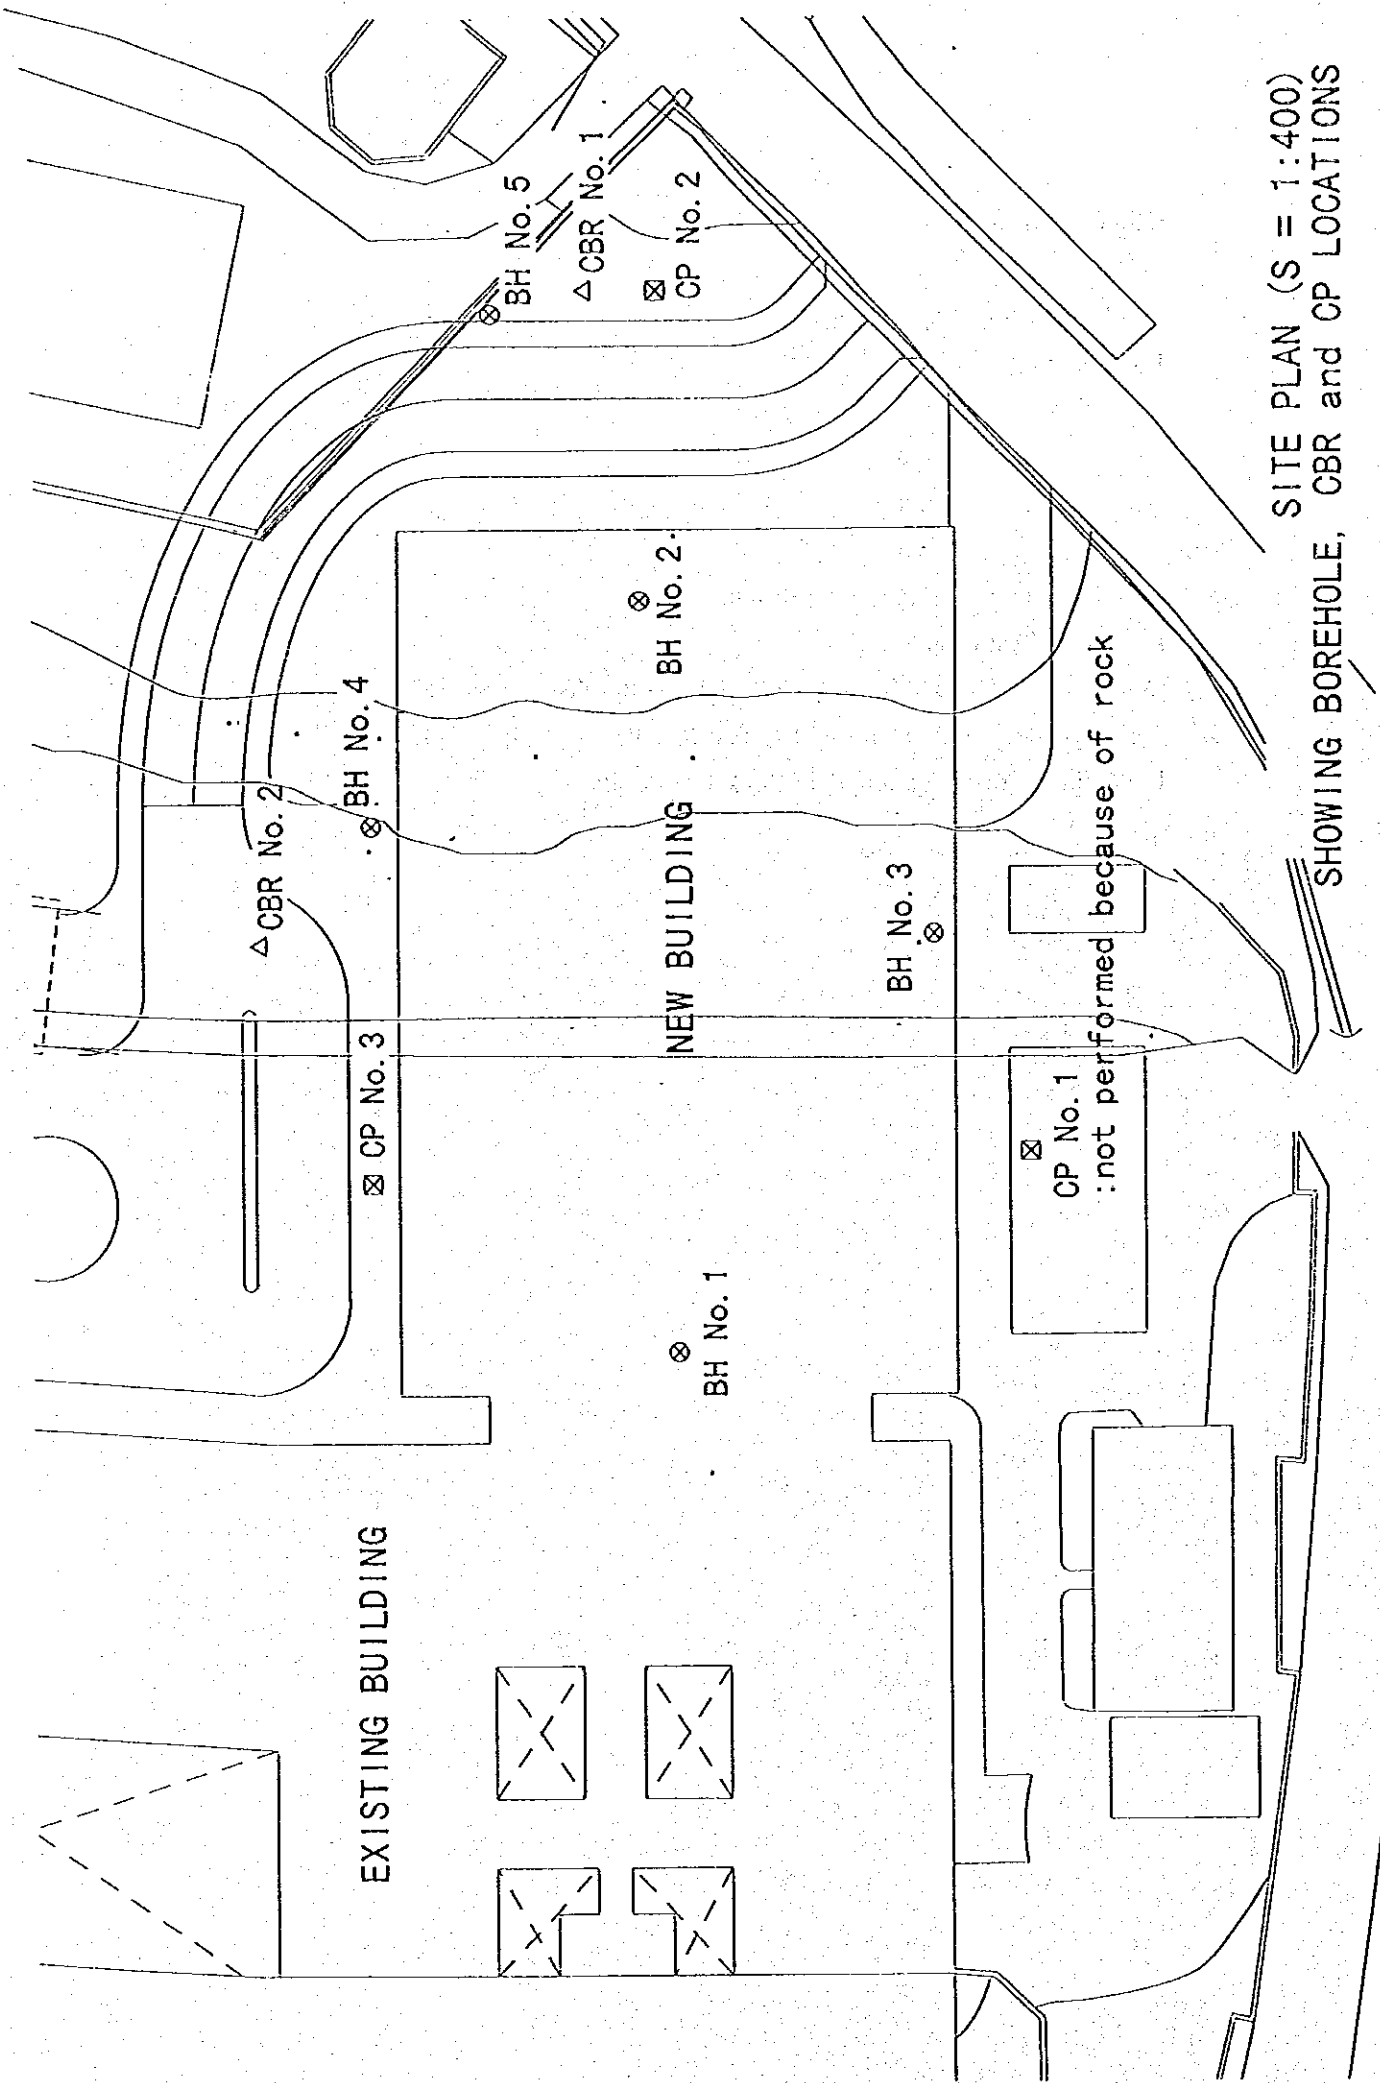 BH No. 5
CBR No. 1
CP No. 2
BH No. 2
BH No. 4
CBR No. 2
NEW BUILDING
BH No. 3
CP No. 3
CP No. 1
:not performed because of rock
BH No. 1
EXISTING BUILDING
SITE PLAN (S = 1:400)
SHOWING BOREHOLE, CBR and CP LOCATIONS